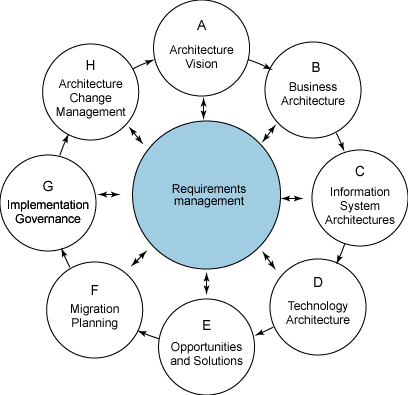 A
Architecture
Vision
B
Business
Architecture
C
Information
System
Architectures
D
Technology
Architecture
E
Opportunities
and Solutions
F
Migration
Planning
G
Implementation
Governance
H
Architecture
Change
Management
Requirements
management